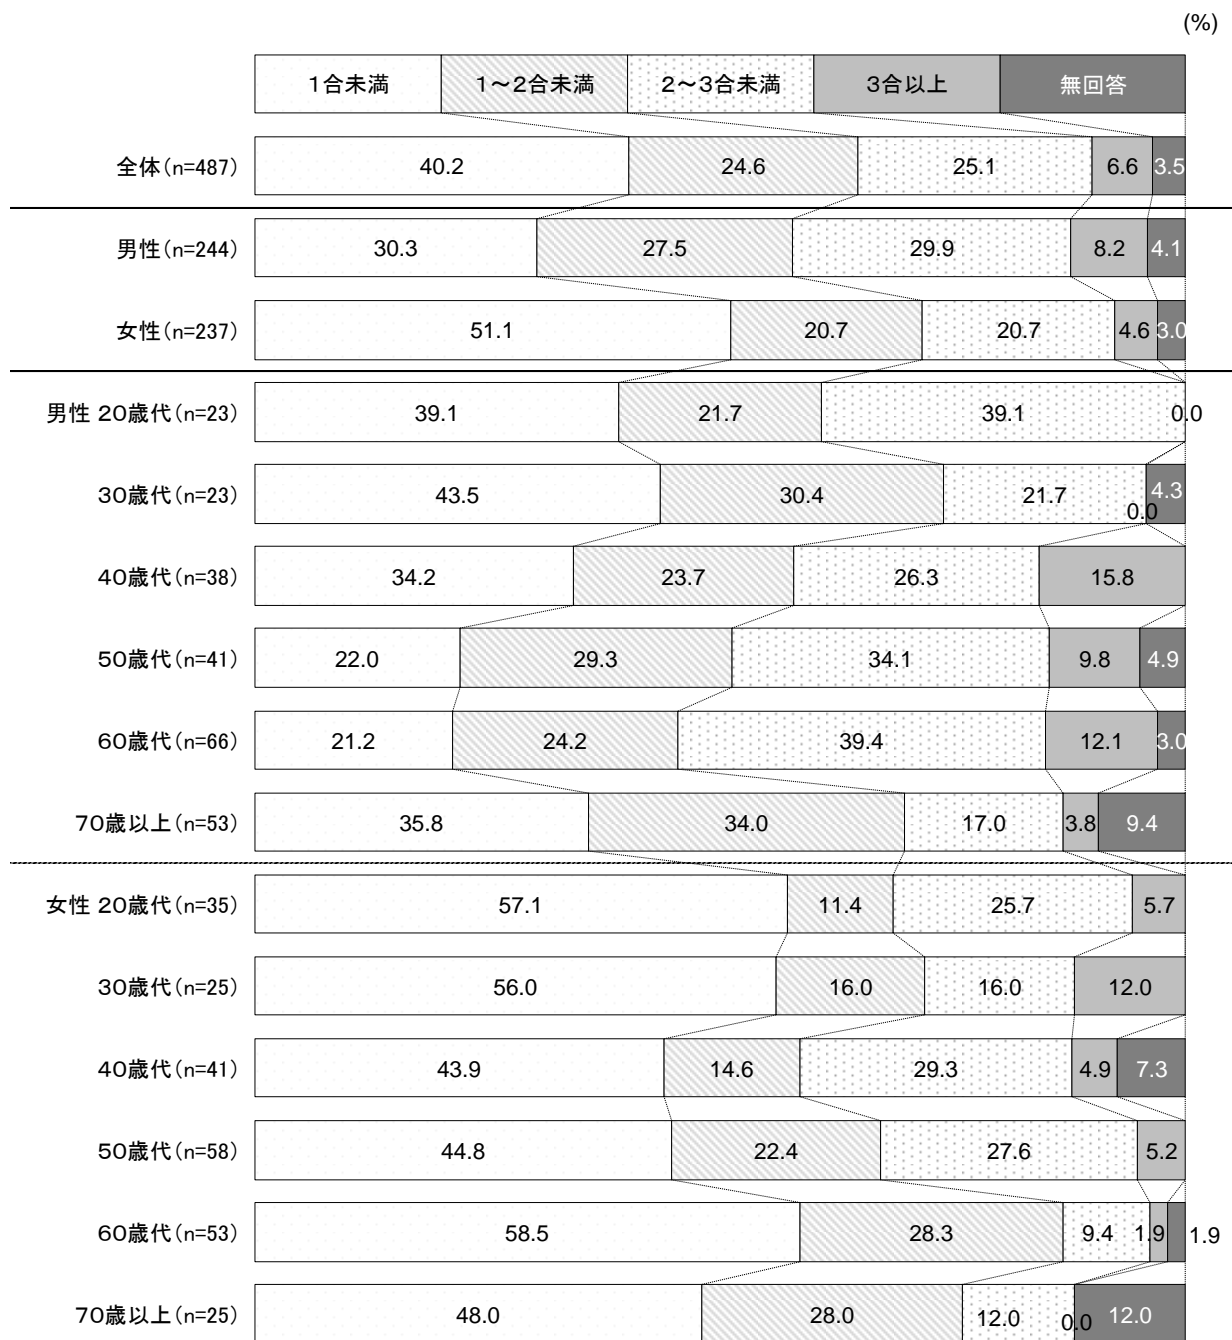 (%)
1合未満 1～2合未満 2～3合未満 3合以上 無回答
全体(n=487) 40.2 24.6 25.1 6.6 3.5
男性(n=244) 30.3 27.5 29.9 8.2 4.1
女性(n=237) 51.1 20.7 20.7 4.6 3.0
男性 20歳代(n=23) 39.1 21.7 39.1 0.0
30歳代(n=23) 43.5 30.4 21.7 0.0 4.3
40歳代(n=38) 34.2 23.7 26.3 15.8
50歳代(n=41) 22.0 29.3 34.1 9.8 4.9
60歳代(n=66) 21.2 24.2 39.4 12.1 3.0
70歳以上(n=53) 35.8 34.0 17.0 3.8 9.4
女性 20歳代(n=35) 57.1 11.4 25.7 5.7
30歳代(n=25) 56.0 16.0 16.0 12.0
40歳代(n=41) 43.9 14.6 29.3 4.9 7.3
50歳代(n=58) 44.8 22.4 27.6 5.2
60歳代(n=53) 58.5 28.3 9.4 1.9 1.9
70歳以上(n=25) 48.0 28.0 12.0 0.0 12.0